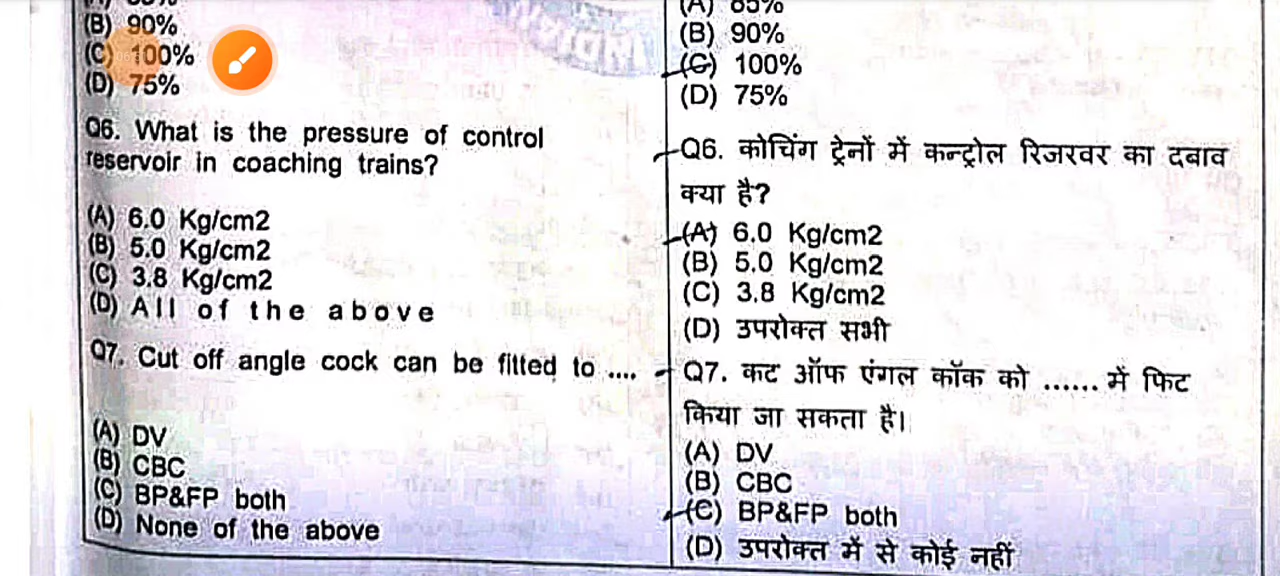 (B) 90%
(C) 100%
(D) 75%
Q6. What is the pressure of control
reservoir in coaching trains?
(A) 6.0 Kg/cm2
(B) 5.0 Kg/cm2
(C) 3.8 Kg/cm2
(D) All of the above
Q7. Cut off angle cock can be fitted to ....
(A) DV
(B) CBC
(C) BP&FP both
(D) None of the above
(A) 85%
(B) 90%
(C) 100%
(D) 75%
Q6. कोचिंग ट्रेनों में कन्ट्रोल रिजरवर का दबाव
क्या है?
(A) 6.0 Kg/cm2
(B) 5.0 Kg/cm2
(C) 3.8 Kg/cm2
(D) उपरोक्त सभी
Q7. कट ऑफ एंगल कॉक को ...... में फिट
किया जा सकता है।
(A) DV
(B) CBC
(C) BP&FP both
(D) उपरोक्त में से कोई नहीं